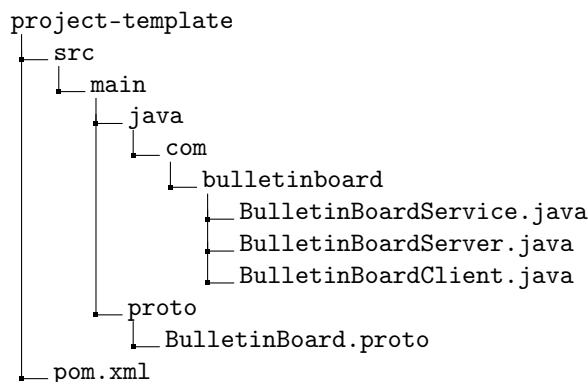 project-template
src
main
java
com
bulletinboard
BulletinBoardService.java
BulletinBoardServer.java
BulletinBoardClient.java
proto
BulletinBoard.proto
pom.xml